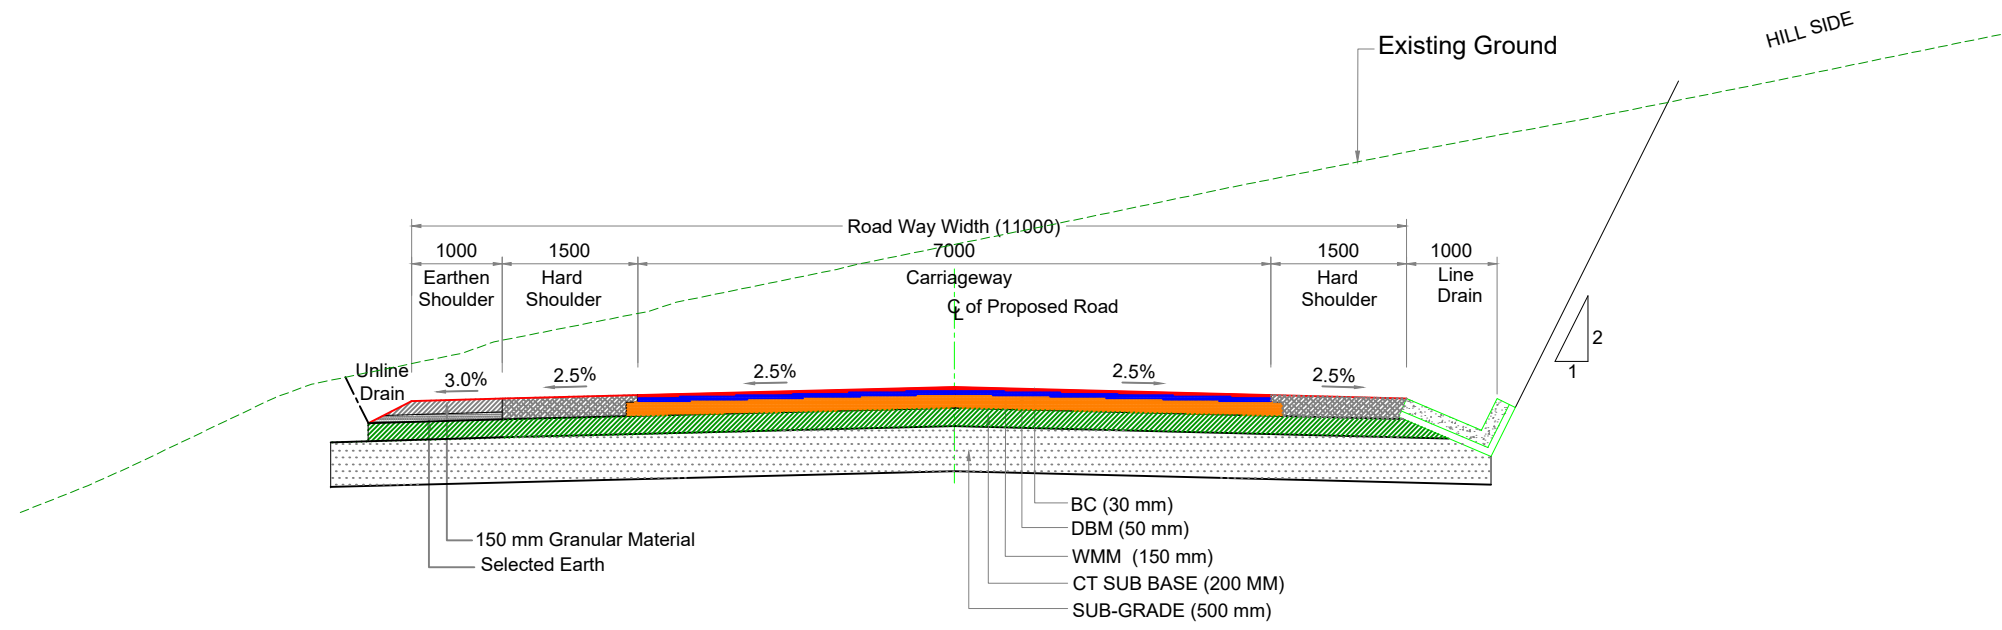 HILL SIDE
Existing Ground
Road Way Width (11000)
1000
1500
7000
1500
1000
Earthen
Shoulder
Hard
Shoulder
Carriageway
Hard
Shoulder
Line
Drain
℄ of Proposed Road
2
1
Unline
Drain
3.0%
2.5%
2.5%
2.5%
2.5%
BC (30 mm)
DBM (50 mm)
WMM (150 mm)
CT SUB BASE (200 MM)
SUB-GRADE (500 mm)
150 mm Granular Material
Selected Earth